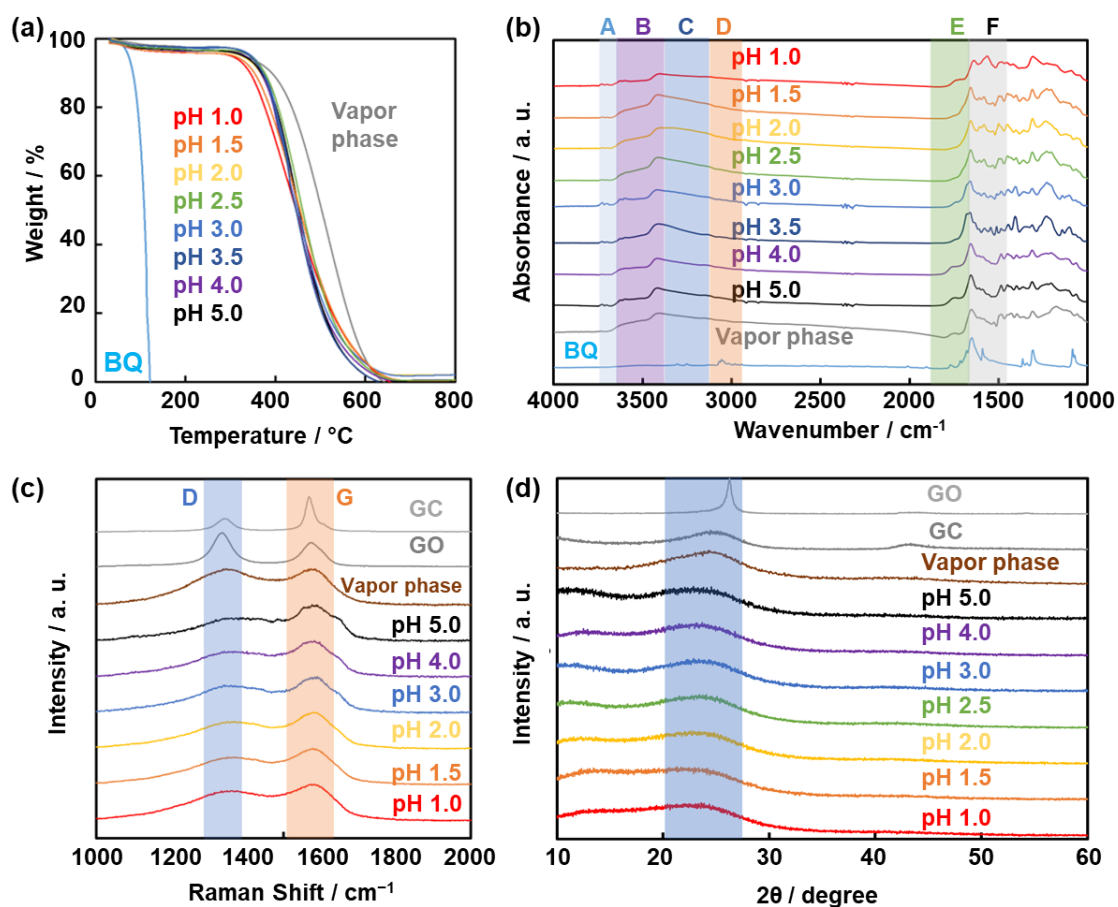 (a)
100
80
60
40
20
0
Weight / %
pH 1.0
pH 1.5
pH 2.0
pH 2.5
pH 3.0
pH 3.5
pH 4.0
pH 5.0
Vapor
phase
BQ
0 200 400 600 800
Temperature / °C
(b)
A B C D E F
pH 1.0
pH 1.5
pH 2.0
pH 2.5
pH 3.0
pH 3.5
pH 4.0
pH 5.0
Vapor phase
BQ
Absorbance / a. u.
4000 3500 3000 2500 2000 1500 1000
Wavenumber / cm⁻¹
(c)
D G
GC
GO
Vapor phase
pH 5.0
pH 4.0
pH 3.0
pH 2.0
pH 1.5
pH 1.0
Intensity / a. u.
1000 1200 1400 1600 1800 2000
Raman Shift / cm⁻¹
(d)
GO
GC
Vapor phase
pH 5.0
pH 4.0
pH 3.0
pH 2.5
pH 2.0
pH 1.5
pH 1.0
Intensity / a. u.
10 20 30 40 50 60
2θ / degree